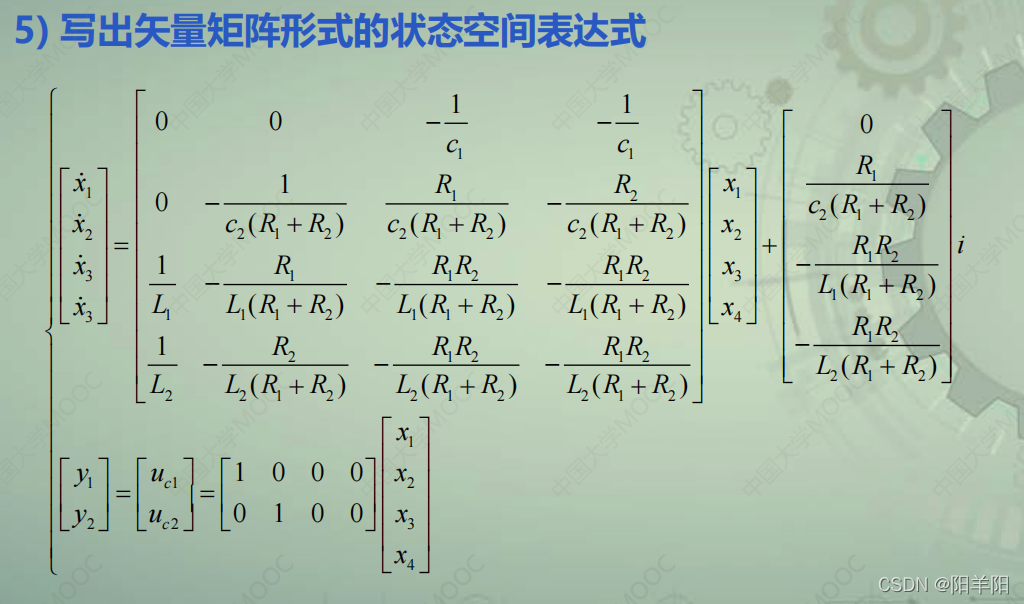 5) 写出矢量矩阵形式的状态空间表达式
\begin{cases} \begin{bmatrix} \dot{x}_1 \\ \dot{x}_2 \\ \dot{x}_3 \\ \dot{x}_3 \end{bmatrix} = \begin{bmatrix} 0 & 0 & -\frac{1}{c_1} & -\frac{1}{c_1} \\ 0 & -\frac{1}{c_2(R_1+R_2)} & \frac{R_1}{c_2(R_1+R_2)} & -\frac{R_2}{c_2(R_1+R_2)} \\ \frac{1}{L_1} & -\frac{R_1}{L_1(R_1+R_2)} & -\frac{R_1R_2}{L_1(R_1+R_2)} & -\frac{R_1R_2}{L_1(R_1+R_2)} \\ \frac{1}{L_2} & -\frac{R_2}{L_2(R_1+R_2)} & -\frac{R_1R_2}{L_2(R_1+R_2)} & -\frac{R_1R_2}{L_2(R_1+R_2)} \end{bmatrix} \begin{bmatrix} x_1 \\ x_2 \\ x_3 \\ x_4 \end{bmatrix} + \begin{bmatrix} 0 \\ \frac{R_1}{c_2(R_1+R_2)} \\ -\frac{R_1R_2}{L_1(R_1+R_2)} \\ -\frac{R_1R_2}{L_2(R_1+R_2)} \end{bmatrix} i
\begin{bmatrix} y_1 \\ y_2 \end{bmatrix} = \begin{bmatrix} u_{c1} \\ u_{c2} \end{bmatrix} = \begin{bmatrix} 1 & 0 & 0 & 0 \\ 0 & 1 & 0 & 0 \end{bmatrix} \begin{bmatrix} x_1 \\ x_2 \\ x_3 \\ x_4 \end{bmatrix} \end{cases}
中国大学MOOC
CSDN @阳羊阳